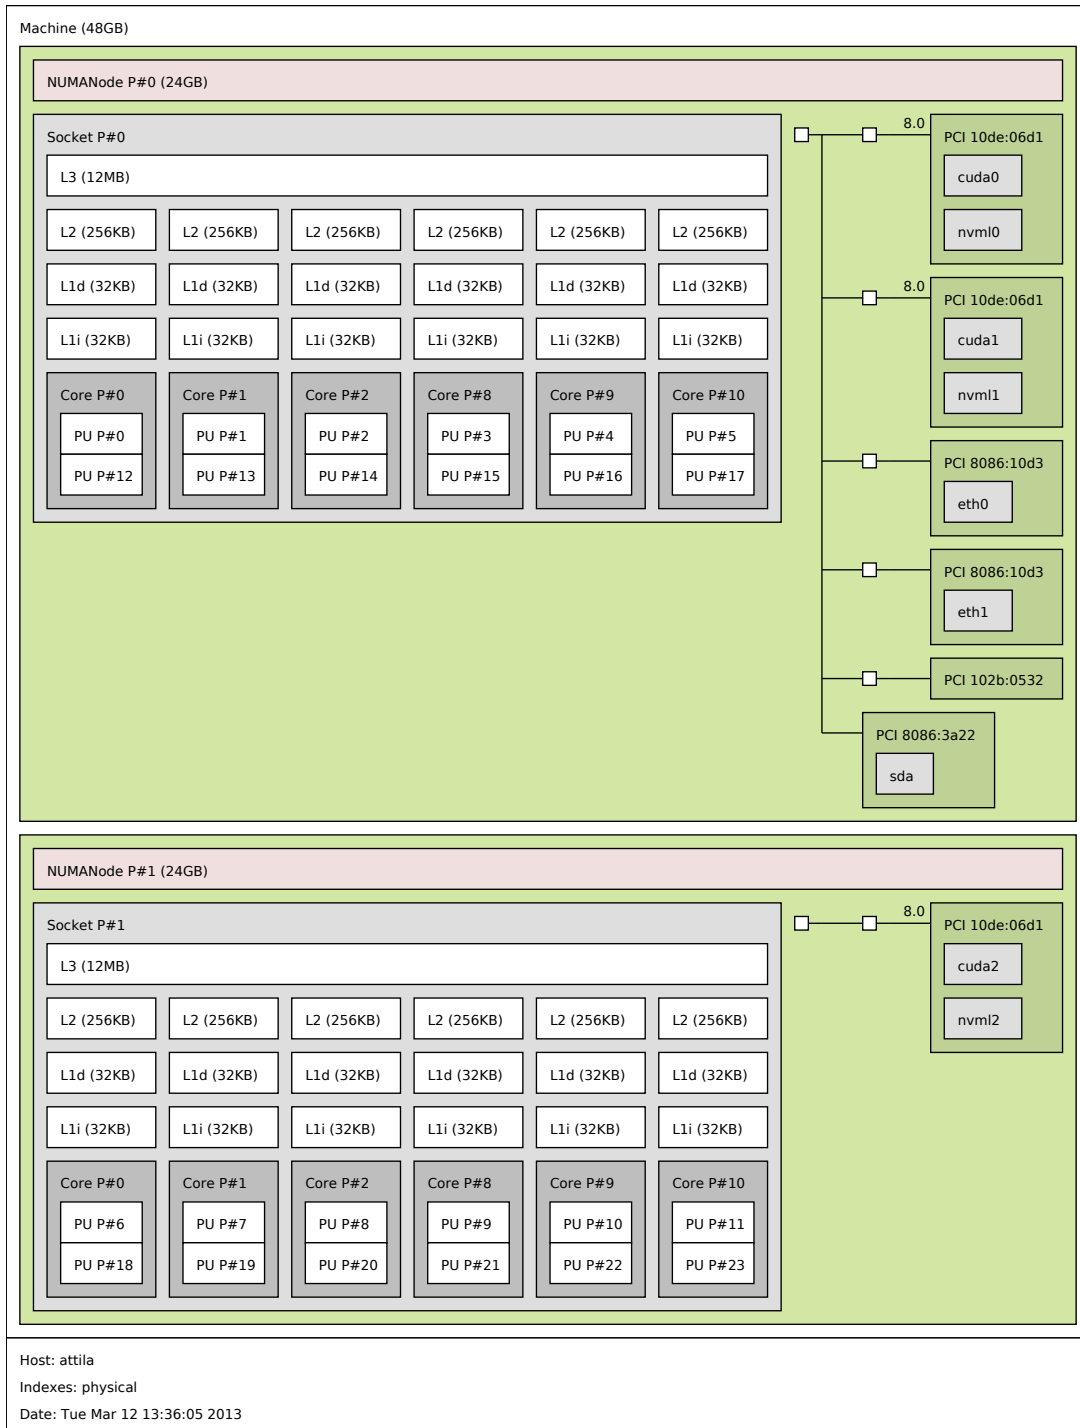 Machine (48GB)
NUMANode P#0 (24GB)
Socket P#0
L3 (12MB)
L2 (256KB) L2 (256KB) L2 (256KB) L2 (256KB) L2 (256KB) L2 (256KB)
L1d (32KB) L1d (32KB) L1d (32KB) L1d (32KB) L1d (32KB) L1d (32KB)
L1i (32KB) L1i (32KB) L1i (32KB) L1i (32KB) L1i (32KB) L1i (32KB)
Core P#0 Core P#1 Core P#2 Core P#8 Core P#9 Core P#10
PU P#0 PU P#1 PU P#2 PU P#3 PU P#4 PU P#5
PU P#12 PU P#13 PU P#14 PU P#15 PU P#16 PU P#17
8.0
PCI 10de:06d1
cuda0
nvml0
8.0
PCI 10de:06d1
cuda1
nvml1
PCI 8086:10d3
eth0
PCI 8086:10d3
eth1
PCI 102b:0532
PCI 8086:3a22
sda
NUMANode P#1 (24GB)
Socket P#1
L3 (12MB)
L2 (256KB) L2 (256KB) L2 (256KB) L2 (256KB) L2 (256KB) L2 (256KB)
L1d (32KB) L1d (32KB) L1d (32KB) L1d (32KB) L1d (32KB) L1d (32KB)
L1i (32KB) L1i (32KB) L1i (32KB) L1i (32KB) L1i (32KB) L1i (32KB)
Core P#0 Core P#1 Core P#2 Core P#8 Core P#9 Core P#10
PU P#6 PU P#7 PU P#8 PU P#9 PU P#10 PU P#11
PU P#18 PU P#19 PU P#20 PU P#21 PU P#22 PU P#23
8.0
PCI 10de:06d1
cuda2
nvml2
Host: attila
Indexes: physical
Date: Tue Mar 12 13:36:05 2013